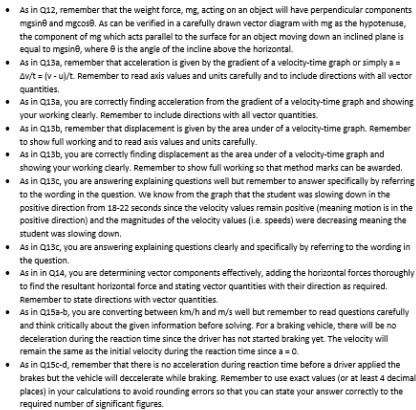 • As in Q12, remember that the weight force, mg, acting on an object will have perpendicular components
mgsinθ and mgcosθ. As can be verified in a carefully drawn vector diagram with mg as the hypotenuse,
the component of mg which acts parallel to the surface for an object moving down an inclined plane is
equal to mgsinθ, where θ is the angle of the incline above the horizontal.
• As in Q13a, remember that acceleration is given by the gradient of a velocity-time graph or simply a =
Δv/t = (v - u)/t. Remember to read axis values and units carefully and to include directions with all vector
quantities.
• As in Q13a, you are correctly finding acceleration from the gradient of a velocity-time graph and showing
your working clearly. Remember to include directions with all vector quantities.
• As in Q13b, remember that displacement is given by the area under of a velocity-time graph. Remember
to show full working and to read axis values and units carefully.
• As in Q13b, you are correctly finding displacement as the area under of a velocity-time graph and
showing your working clearly. Remember to show full working so that method marks can be awarded.
• As in Q13c, you are answering explaining questions well but remember to answer specifically by referring
to the wording in the question. We know from the graph that the student was slowing down in the
positive direction from 18-22 seconds since the velocity values remain positive (meaning motion is in the
positive direction) and the magnitudes of the velocity values (i.e. speeds) were decreasing meaning the
student was slowing down.
• As in Q13c, you are answering explaining questions clearly and specifically by referring to the wording in
the question.
• As in in Q14, you are determining vector components effectively, adding the horizontal forces thoroughly
to find the resultant horizontal force and stating vector quantities with their direction as required.
Remember to state directions with vector quantities.
• As in Q15a-b, you are converting between km/h and m/s well but remember to read questions carefully
and think critically about the given information before solving. For a braking vehicle, there will be no
deceleration during the reaction time since the driver has not started braking yet. The velocity will
remain the same as the initial velocity during the reaction time since a = 0.
• As in Q15c-d, remember that there is no acceleration during reaction time before a driver applied the
brakes but the vehicle will deccelerate while braking. Remember to use exact values (or at least 4 decimal
places) in your calculations to avoid rounding errors so that you can state your answer correctly to the
required number of significant figures.